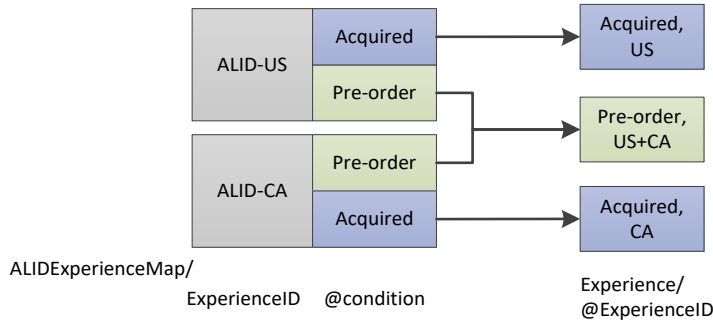 ALID-US
Acquired
Pre-order
ALID-CA
Pre-order
Acquired
Acquired,
US
Pre-order,
US+CA
Acquired,
CA
ALIDExperienceMap/
ExperienceID
@condition
Experience/
@ExperienceID